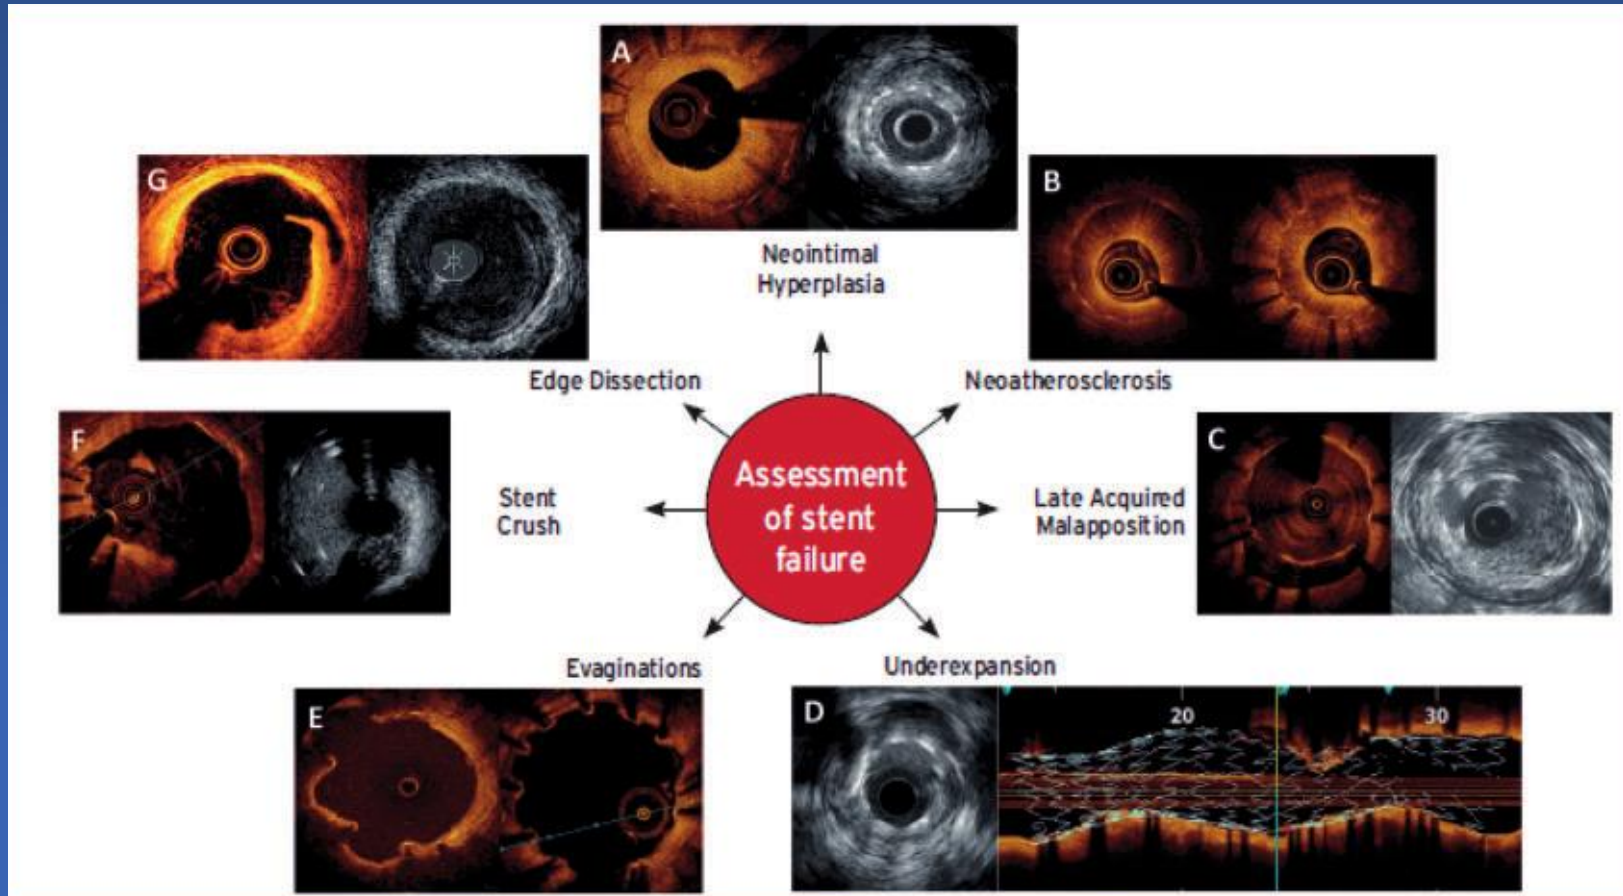 A
Neointimal
Hyperplasia
G
B
Edge Dissection
Neoatherosclerosis
F
C
Assessment
of stent
failure
Stent
Crush
Late Acquired
Malapposition
Evaginations
Underexpansion
E
D
20
30